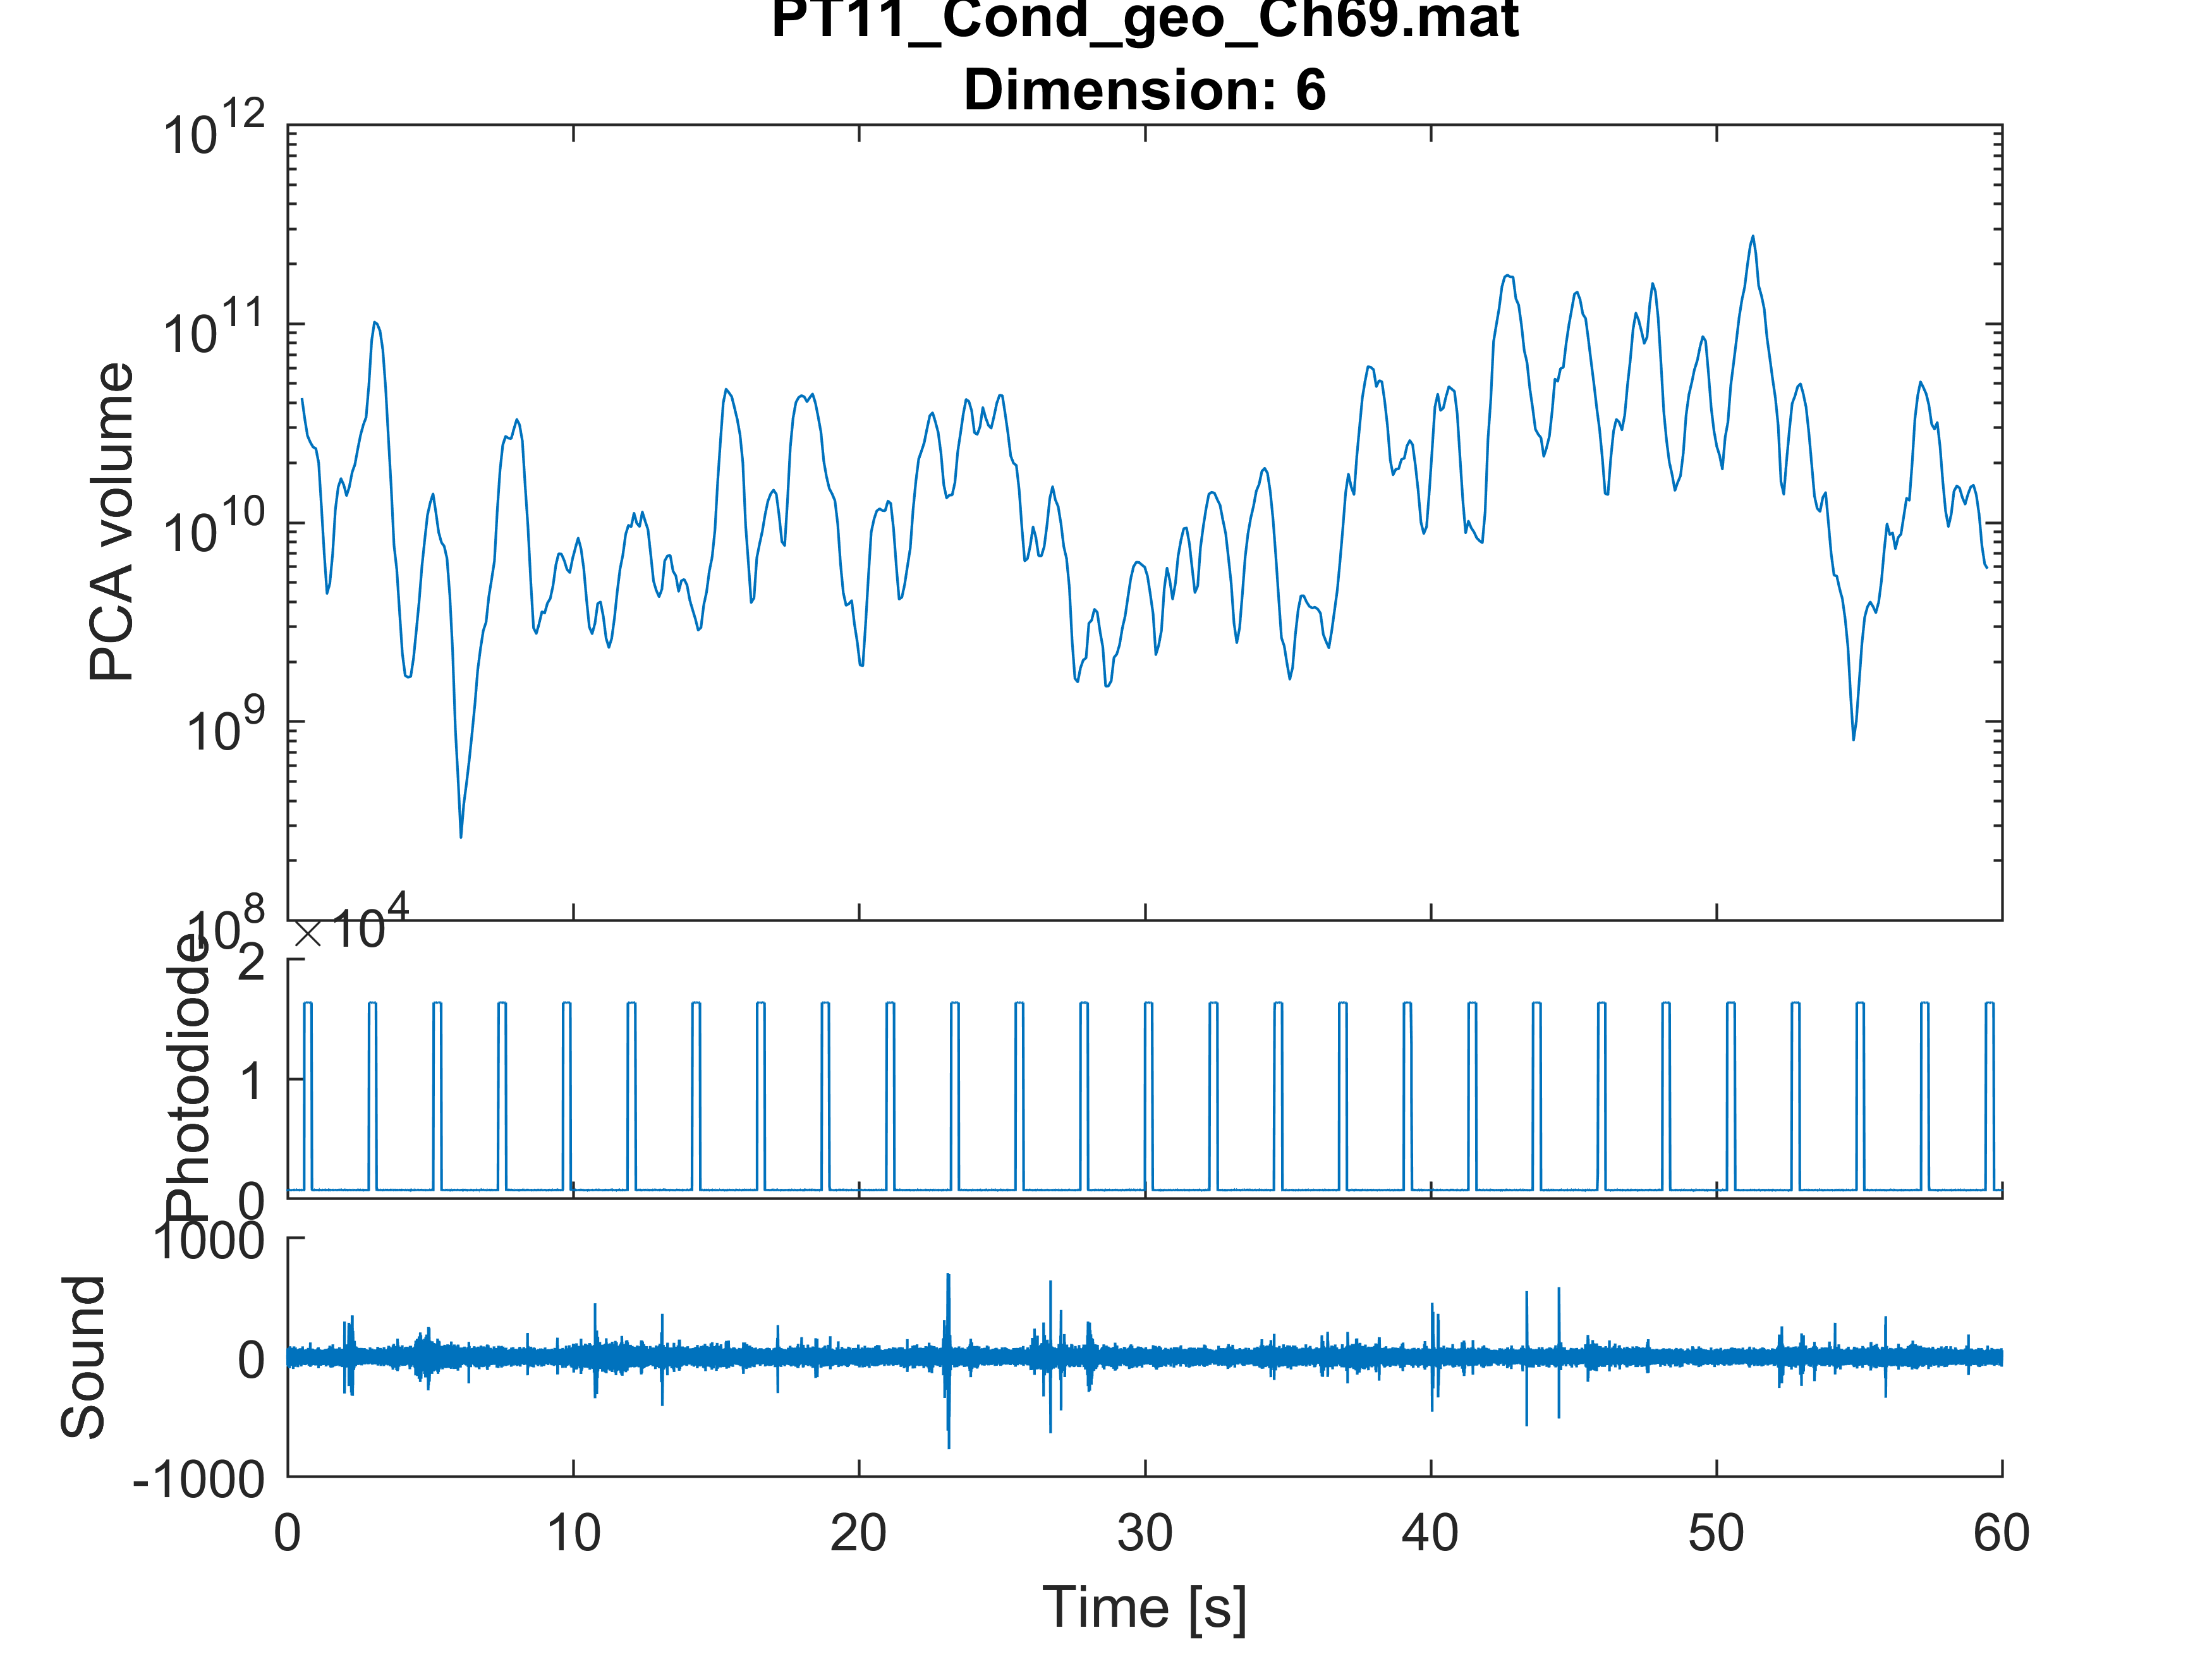 PT11_Cond_geo_Ch69.mat
Dimension: 6
10^12
10^11
10^10
10^9
10^8
PCA volume
× 10^4
2
1
0
Photodiode
1000
0
-1000
Sound
0 10 20 30 40 50 60
Time [s]